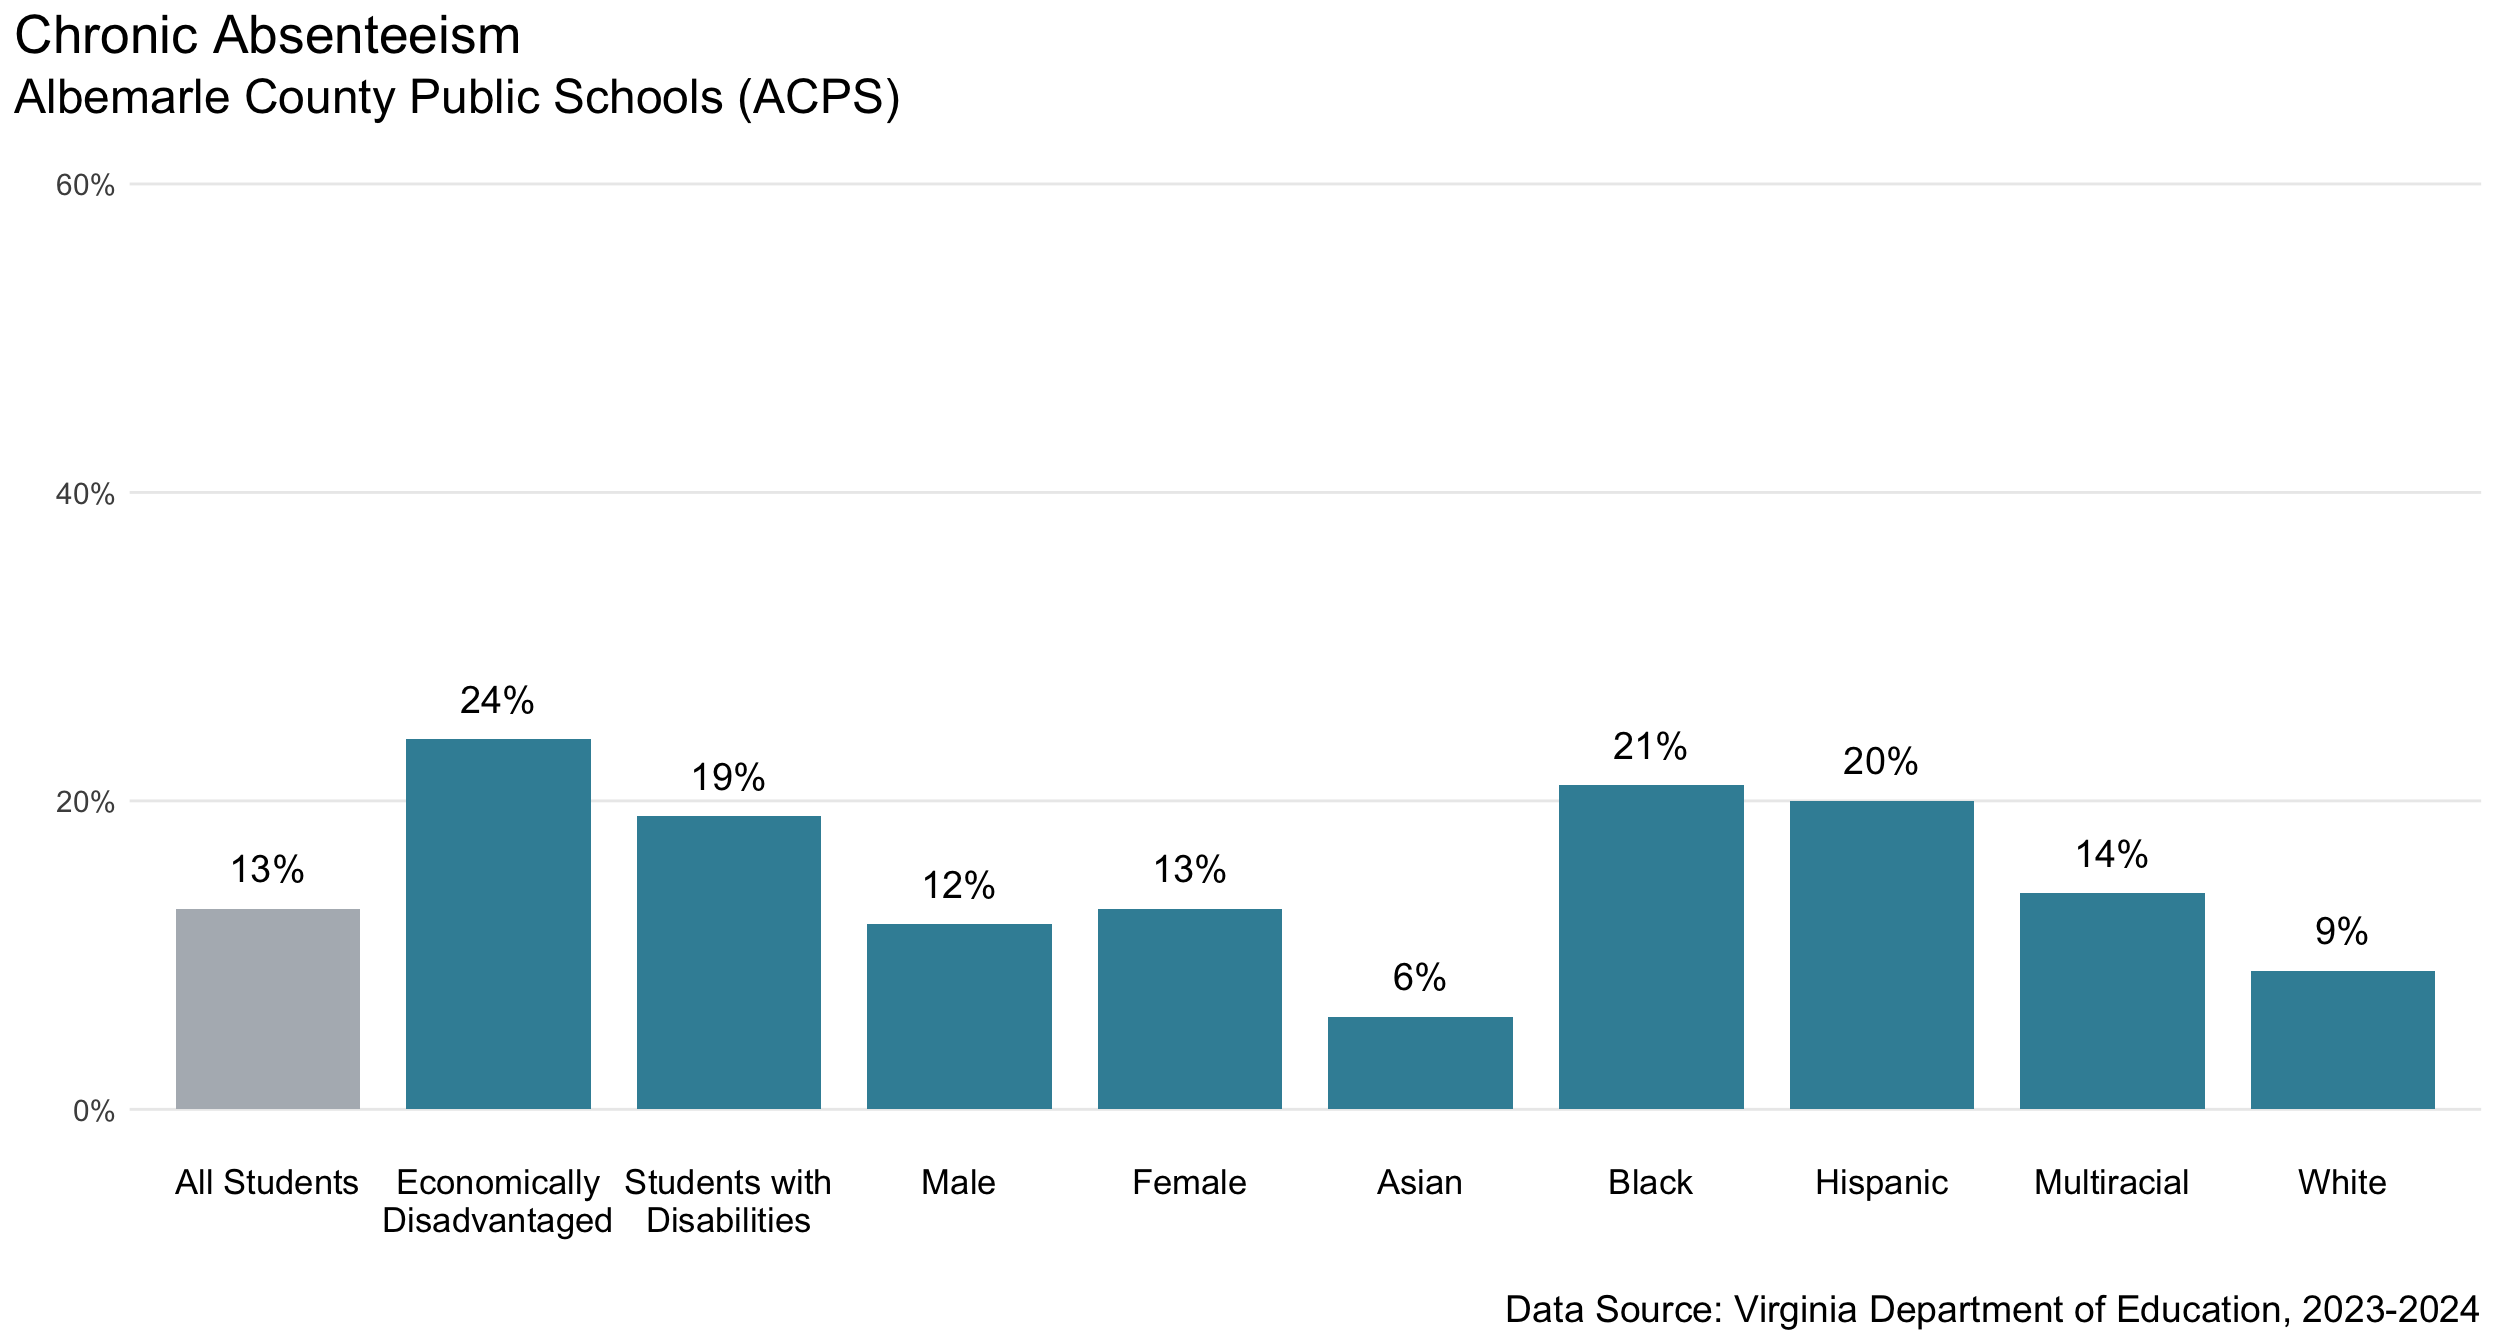 Chronic Absenteeism
Albemarle County Public Schools (ACPS)
60%
40%
20%
0%
13%
24%
19%
12%
13%
6%
21%
20%
14%
9%
All Students
Economically
Disadvantaged
Students with
Disabilities
Male
Female
Asian
Black
Hispanic
Multiracial
White
Data Source: Virginia Department of Education, 2023-2024